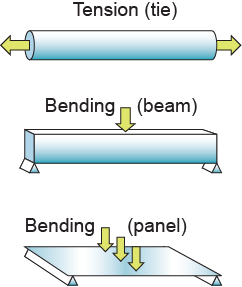 Tension (tie)
Bending (beam)
Bending (panel)